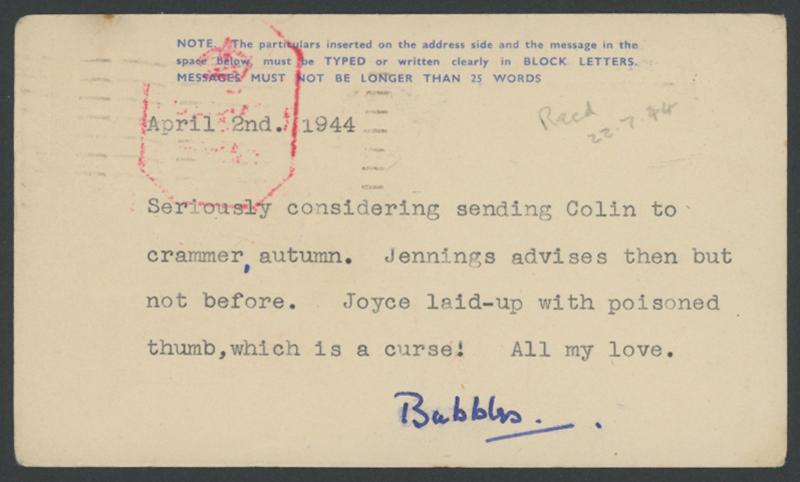 NOTE. The particulars inserted on the address side and the message in the
space below, must be TYPED or written clearly in BLOCK LETTERS.
MESSAGES MUST NOT BE LONGER THAN 25 WORDS
April 2nd. 1944
Recd
22.7.44
Seriously considering sending Colin to
crammer, autumn. Jennings advises then but
not before. Joyce laid-up with poisoned
thumb,which is a curse! All my love.
Bubbles.